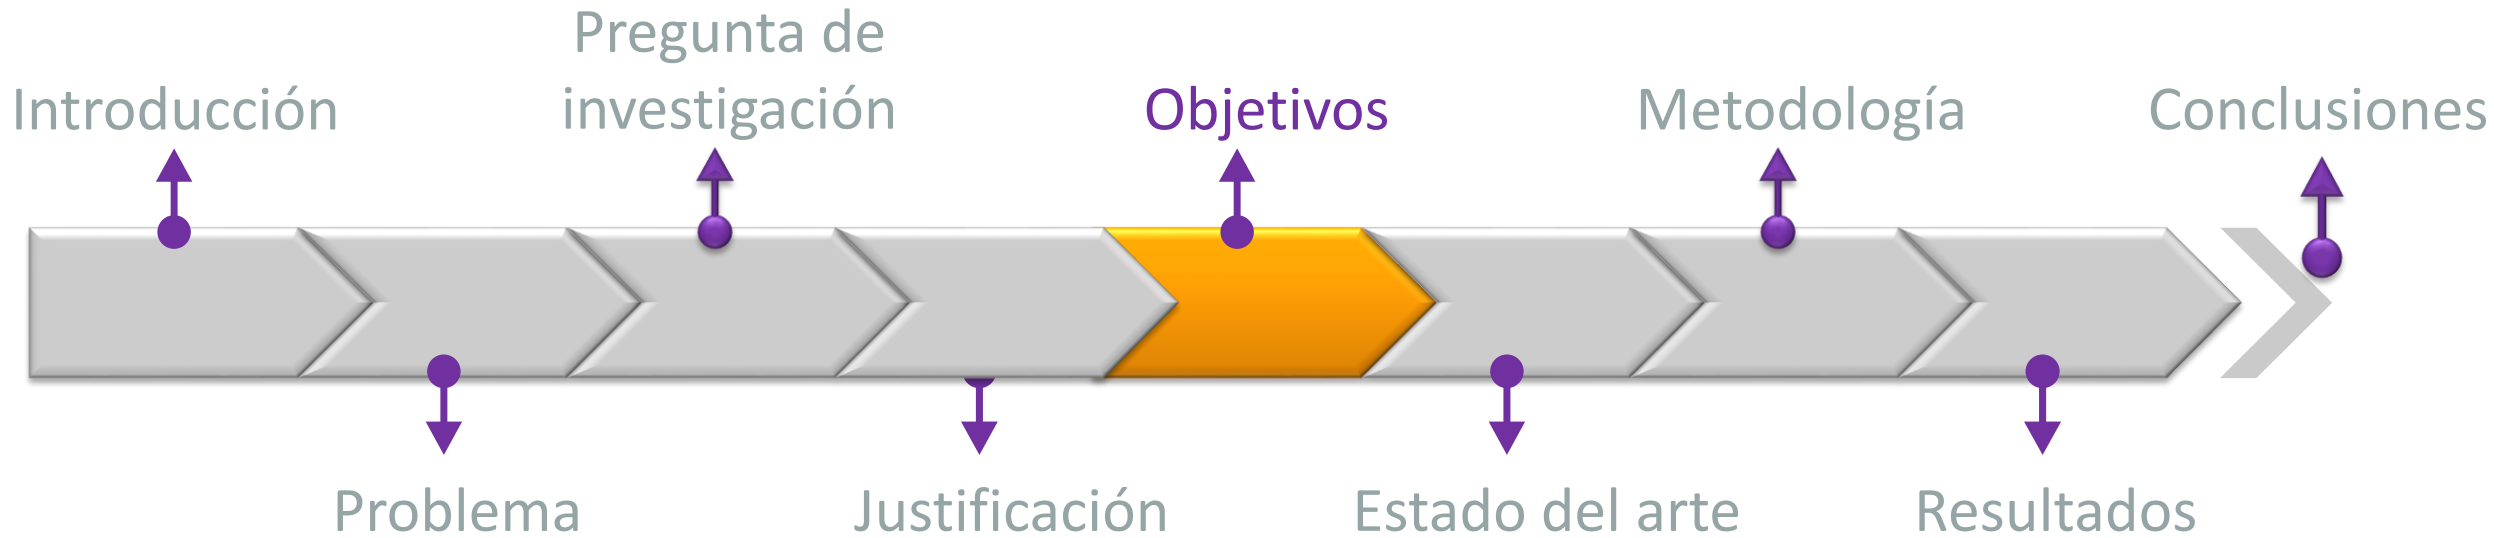 Introducción
Problema
Pregunta de
investigación
Justificación
Objetivos
Estado del arte
Metodología
Resultados
Conclusiones